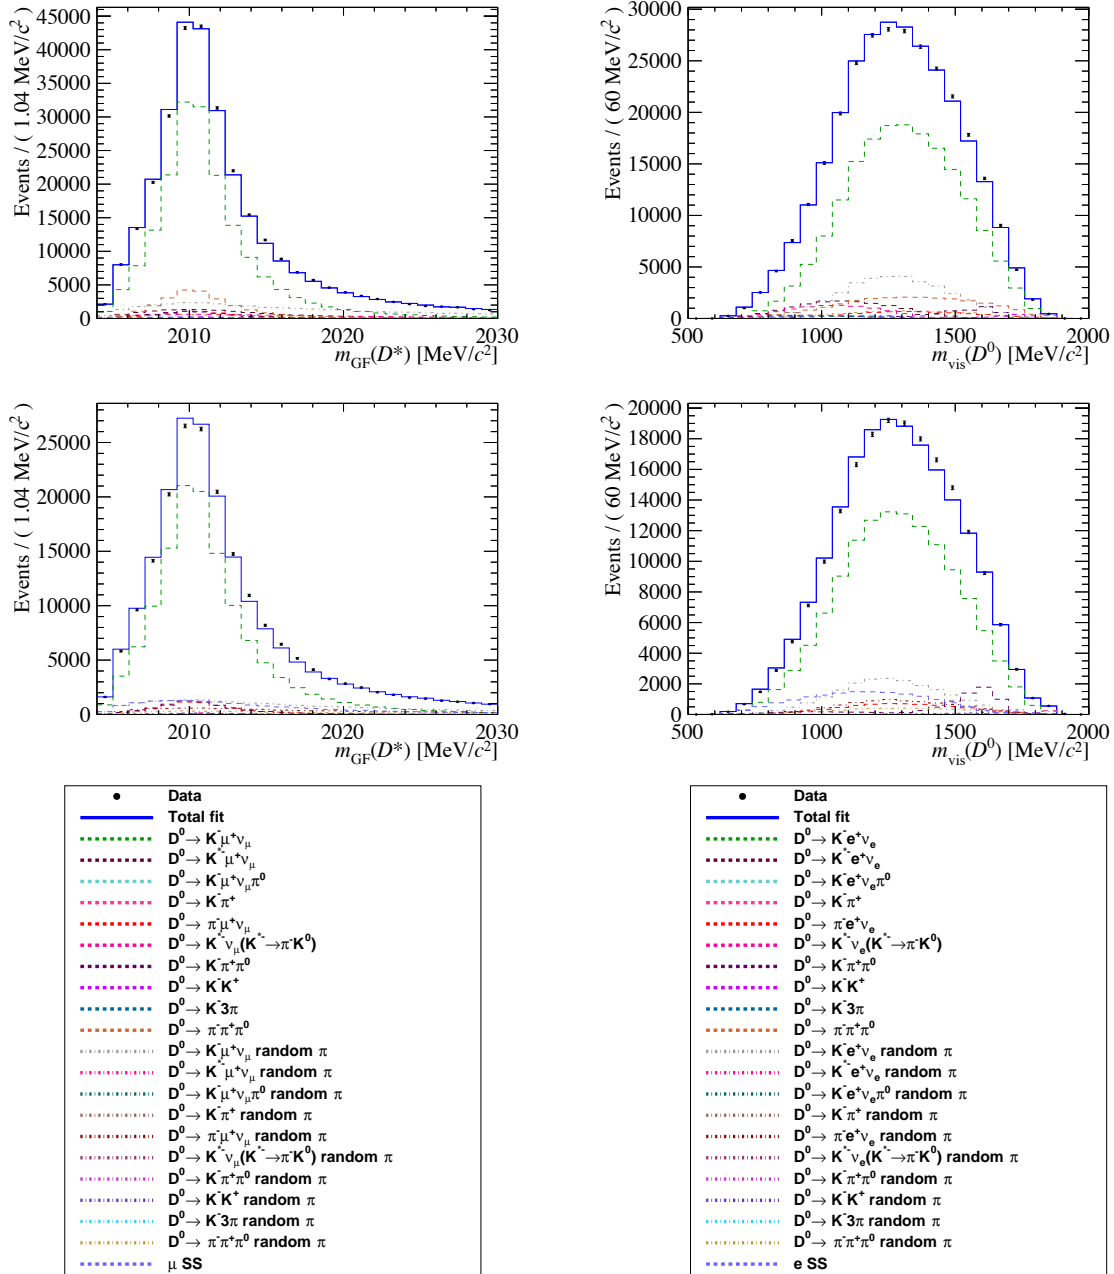 Events / ( 1.04 MeV/c² )
45000
40000
35000
30000
25000
20000
15000
10000
5000
0
2010
2020
2030
m_GF(D*) [MeV/c²]
Events / ( 60 MeV/c² )
30000
25000
20000
15000
10000
5000
0
500
1000
1500
2000
m_vis(D⁰) [MeV/c²]
Events / ( 1.04 MeV/c² )
25000
20000
15000
10000
5000
0
2010
2020
2030
m_GF(D*) [MeV/c²]
Events / ( 60 MeV/c² )
20000
18000
16000
14000
12000
10000
8000
6000
4000
2000
0
500
1000
1500
2000
m_vis(D⁰) [MeV/c²]
Data
Total fit
D⁰→ K⁻μ⁺ν_μ
D⁰→ K*⁻μ⁺ν_μ
D⁰→ K⁻μ⁺ν_μπ⁰
D⁰→ K⁻π⁺
D⁰→ π⁻μ⁺ν_μ
D⁰→ K*⁻ν_μ(K*⁻→π⁻K⁰)
D⁰→ K⁻π⁺π⁰
D⁰→ K⁻K⁺
D⁰→ K⁻3π
D⁰→ π⁻π⁺π⁰
D⁰→ K⁻μ⁺ν_μ random π
D⁰→ K*⁻μ⁺ν_μ random π
D⁰→ K⁻μ⁺ν_μπ⁰ random π
D⁰→ K⁻π⁺ random π
D⁰→ π⁻μ⁺ν_μ random π
D⁰→ K*⁻ν_μ(K*⁻→π⁻K⁰) random π
D⁰→ K⁻π⁺π⁰ random π
D⁰→ K⁻K⁺ random π
D⁰→ K⁻3π random π
D⁰→ π⁻π⁺π⁰ random π
μ SS
Data
Total fit
D⁰→ K⁻e⁺ν_e
D⁰→ K*⁻e⁺ν_e
D⁰→ K⁻e⁺ν_eπ⁰
D⁰→ K⁻π⁺
D⁰→ π⁻e⁺ν_e
D⁰→ K*⁻ν_e(K*⁻→π⁻K⁰)
D⁰→ K⁻π⁺π⁰
D⁰→ K⁻K⁺
D⁰→ K⁻3π
D⁰→ π⁻π⁺π⁰
D⁰→ K⁻e⁺ν_e random π
D⁰→ K*⁻e⁺ν_e random π
D⁰→ K⁻e⁺ν_eπ⁰ random π
D⁰→ K⁻π⁺ random π
D⁰→ π⁻e⁺ν_e random π
D⁰→ K*⁻ν_e(K*⁻→π⁻K⁰) random π
D⁰→ K⁻π⁺π⁰ random π
D⁰→ K⁻K⁺ random π
D⁰→ K⁻3π random π
D⁰→ π⁻π⁺π⁰ random π
e SS